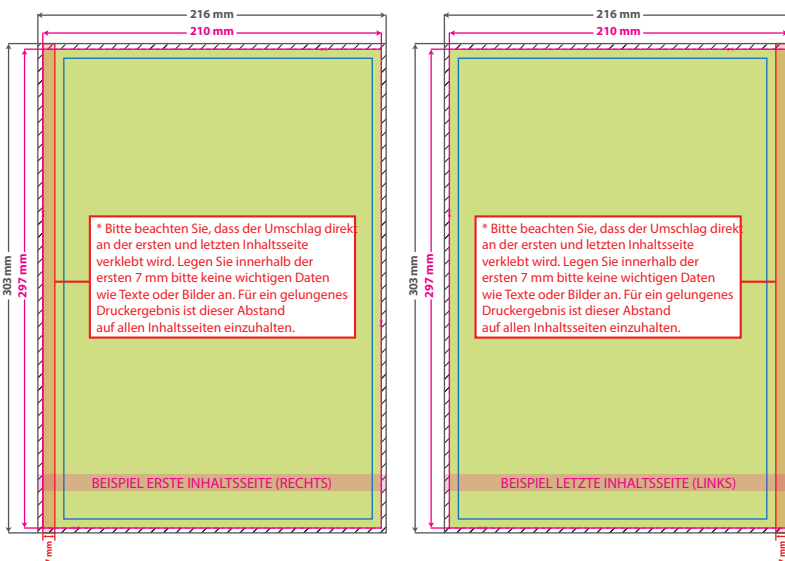 216 mm
210 mm
303 mm
297 mm
* Bitte beachten Sie, dass der Umschlag direkt
an der ersten und letzten Inhaltsseite
verklebt wird. Legen Sie innerhalb der
ersten 7 mm bitte keine wichtigen Daten
wie Texte oder Bilder an. Für ein gelungenes
Druckergebnis ist dieser Abstand
auf allen Inhaltsseiten einzuhalten.
BEISPIEL ERSTE INHALTSSEITE (RECHTS)
7 mm
216 mm
210 mm
303 mm
297 mm
* Bitte beachten Sie, dass der Umschlag direkt
an der ersten und letzten Inhaltsseite
verklebt wird. Legen Sie innerhalb der
ersten 7 mm bitte keine wichtigen Daten
wie Texte oder Bilder an. Für ein gelungenes
Druckergebnis ist dieser Abstand
auf allen Inhaltsseiten einzuhalten.
BEISPIEL LETZTE INHALTSSEITE (LINKS)
7 mm